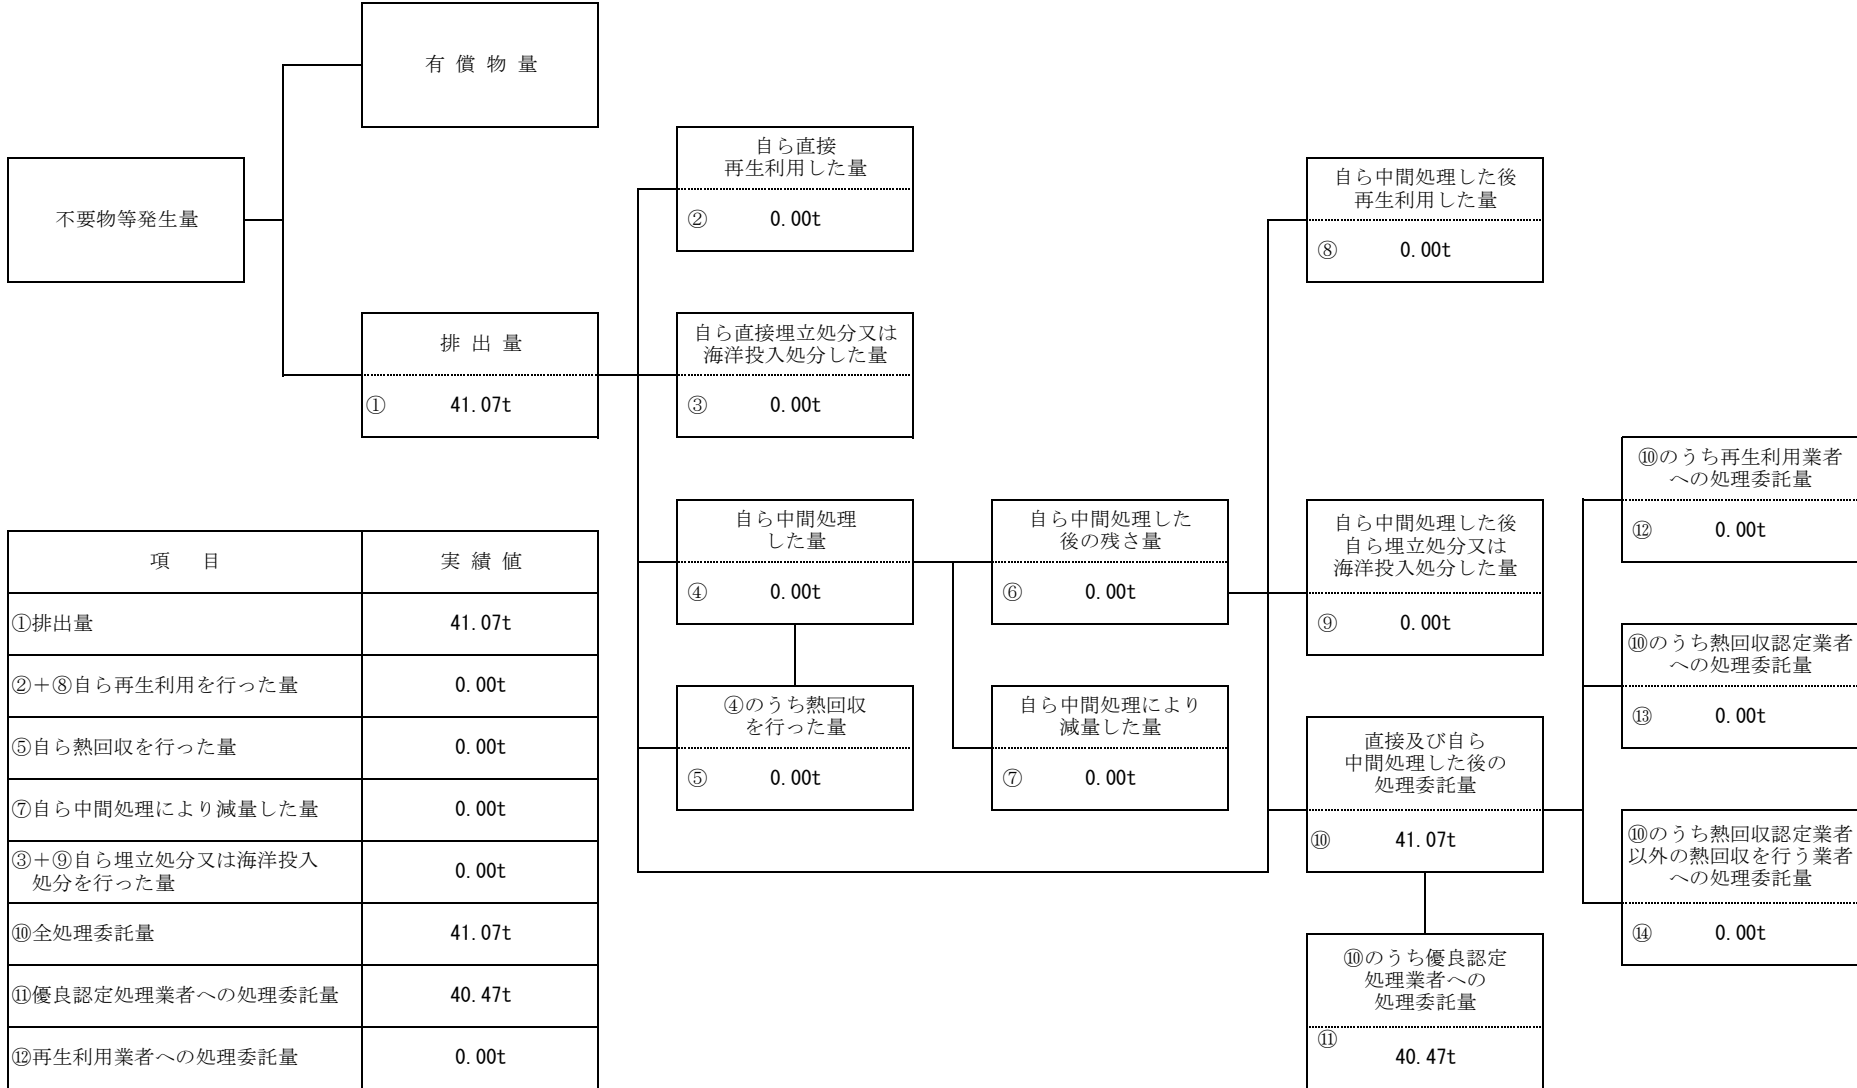 有 償 物 量
不要物等発生量
排 出 量
① 41.07t
自ら直接
再生利用した量
② 0.00t
自ら直接埋立処分又は
海洋投入処分した量
③ 0.00t
自ら中間処理
した量
④ 0.00t
④のうち熱回収
を行った量
⑤ 0.00t
自ら中間処理した
後の残さ量
⑥ 0.00t
自ら中間処理により
減量した量
⑦ 0.00t
自ら中間処理した後
再生利用した量
⑧ 0.00t
自ら中間処理した後
自ら埋立処分又は
海洋投入処分した量
⑨ 0.00t
直接及び自ら
中間処理した後の
処理委託量
⑩ 41.07t
⑩のうち優良認定
処理業者への
処理委託量
⑪ 40.47t
⑩のうち再生利用業者
への処理委託量
⑫ 0.00t
⑩のうち熱回収認定業者
への処理委託量
⑬ 0.00t
⑩のうち熱回収認定業者
以外の熱回収を行う業者
への処理委託量
⑭ 0.00t
項 目 実 績 値
①排出量 41.07t
②+⑧自ら再生利用を行った量 0.00t
⑤自ら熱回収を行った量 0.00t
⑦自ら中間処理により減量した量 0.00t
③+⑨自ら埋立処分又は海洋投入
処分を行った量 0.00t
⑩全処理委託量 41.07t
⑪優良認定処理業者への処理委託量 40.47t
⑫再生利用業者への処理委託量 0.00t